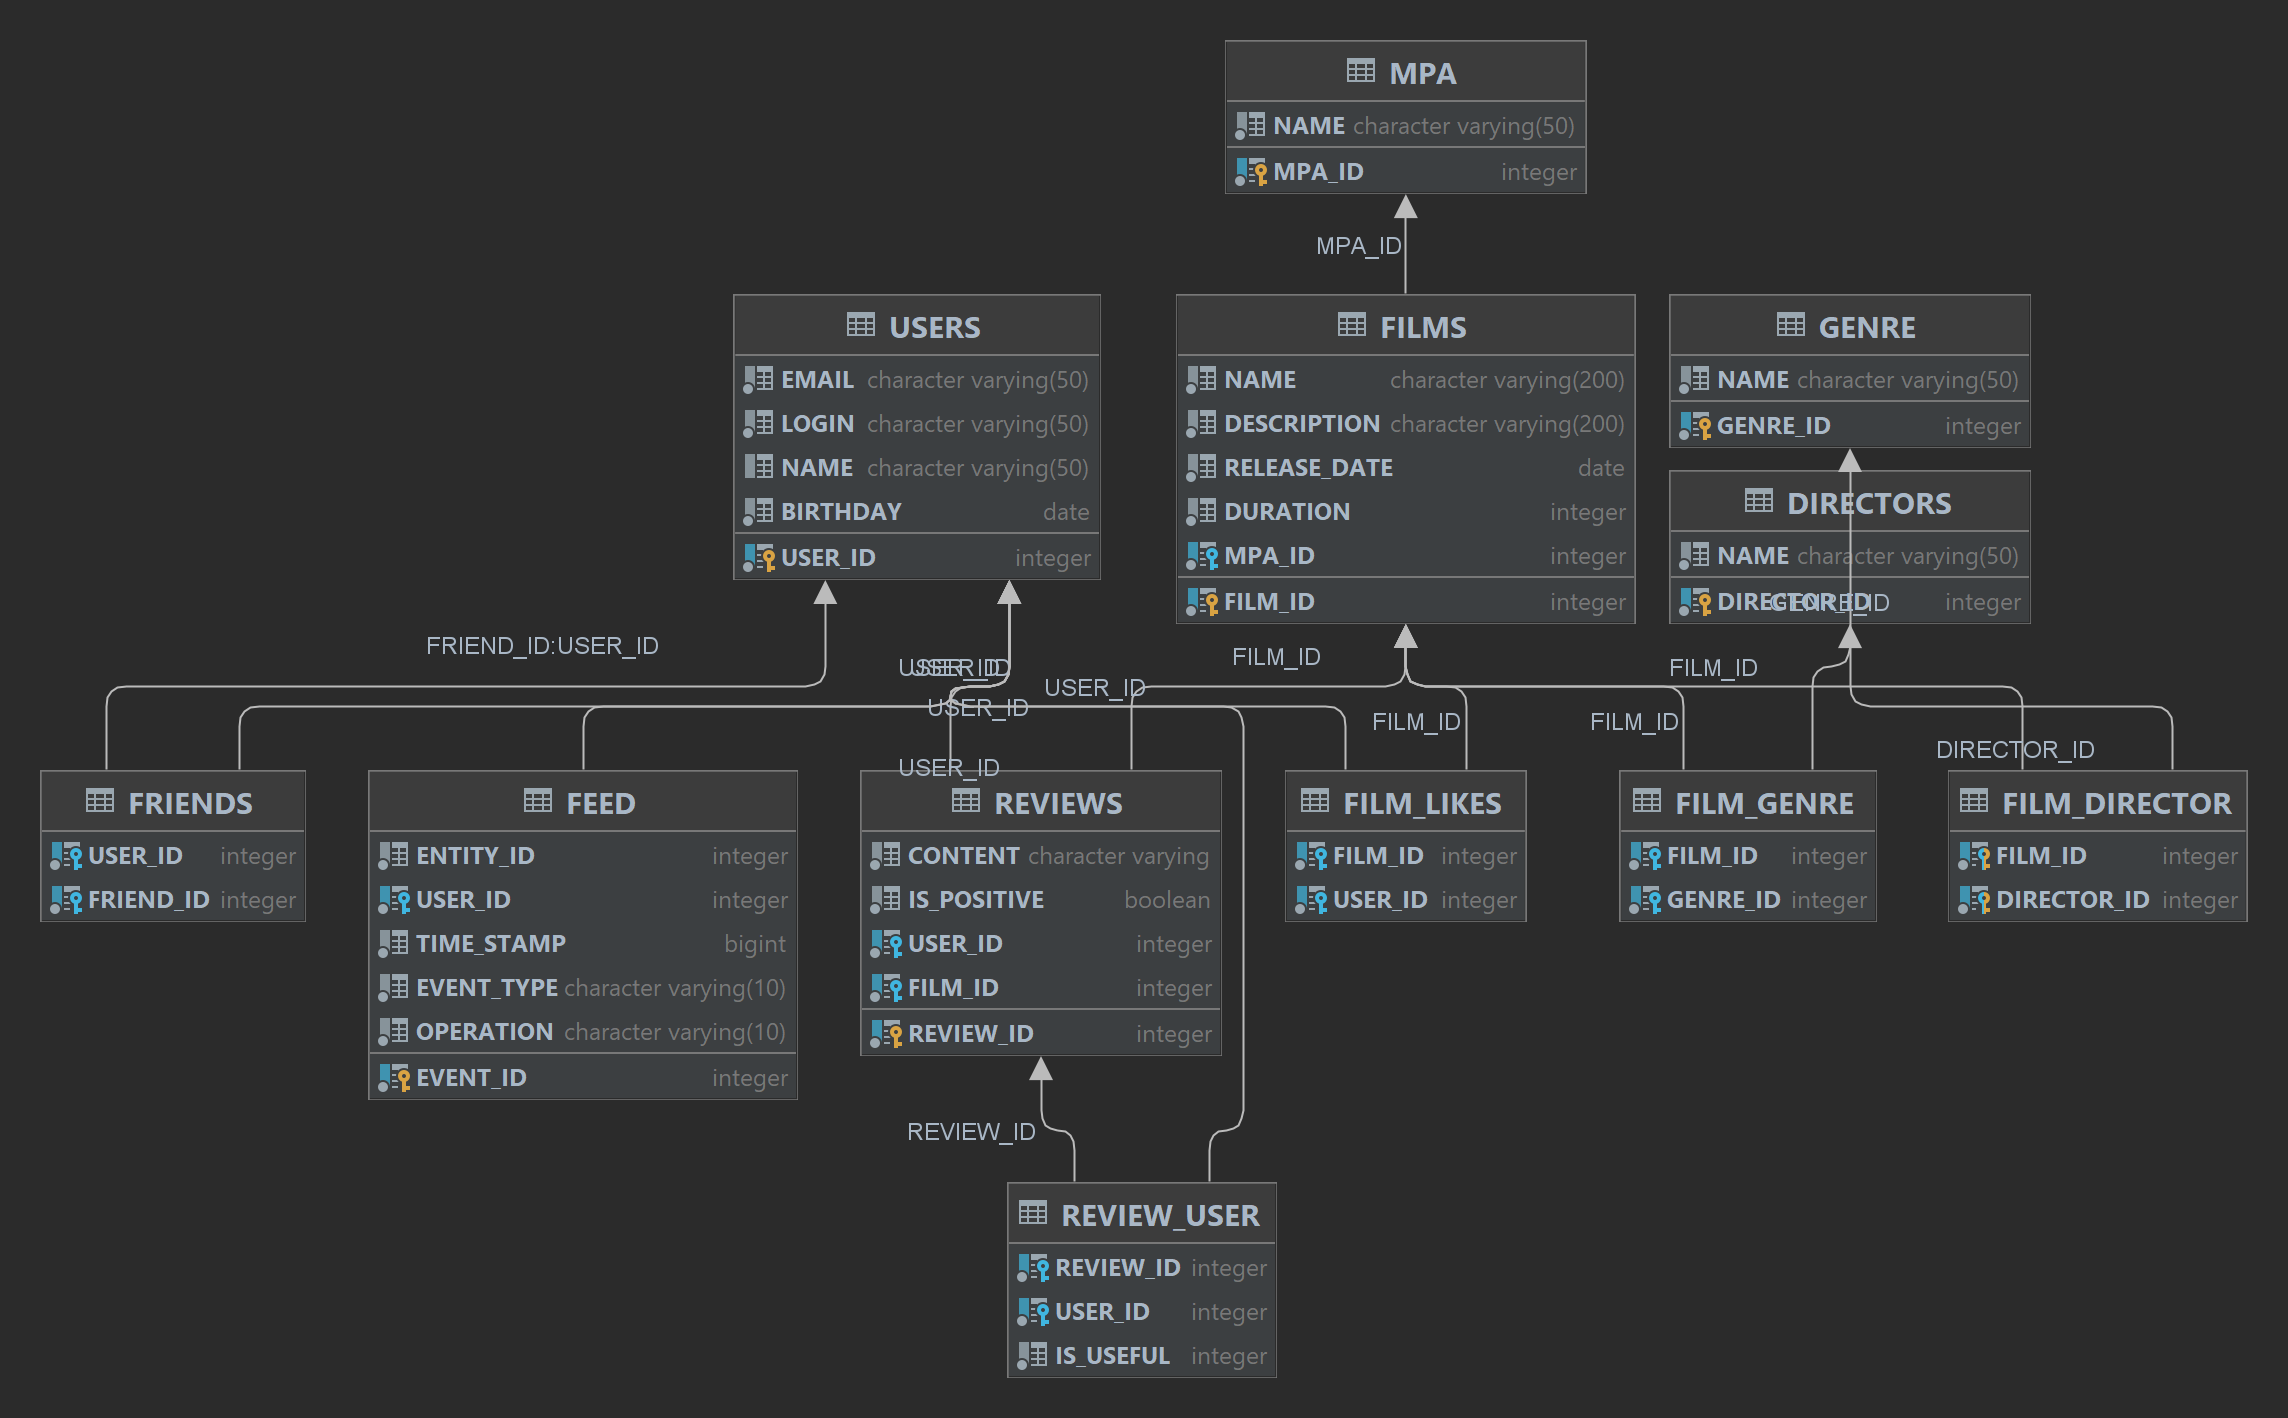 MPA
NAME character varying(50)
MPA_ID integer
MPA_ID
USERS
EMAIL character varying(50)
LOGIN character varying(50)
NAME character varying(50)
BIRTHDAY date
USER_ID integer
FILMS
NAME character varying(200)
DESCRIPTION character varying(200)
RELEASE_DATE date
DURATION integer
MPA_ID integer
FILM_ID integer
GENRE
NAME character varying(50)
GENRE_ID integer
DIRECTORS
NAME character varying(50)
DIRECTOR_ID integer
GENRE_ID
FRIEND_ID:USER_ID
USER_ID
USER_ID
USER_ID
USER_ID
USER_ID
FILM_ID
FILM_ID
FILM_ID
FILM_ID
DIRECTOR_ID
FRIENDS
USER_ID integer
FRIEND_ID integer
FEED
ENTITY_ID integer
USER_ID integer
TIME_STAMP bigint
EVENT_TYPE character varying(10)
OPERATION character varying(10)
EVENT_ID integer
REVIEWS
CONTENT character varying
IS_POSITIVE boolean
USER_ID integer
FILM_ID integer
REVIEW_ID integer
FILM_LIKES
FILM_ID integer
USER_ID integer
FILM_GENRE
FILM_ID integer
GENRE_ID integer
FILM_DIRECTOR
FILM_ID integer
DIRECTOR_ID integer
REVIEW_ID
REVIEW_USER
REVIEW_ID integer
USER_ID integer
IS_USEFUL integer